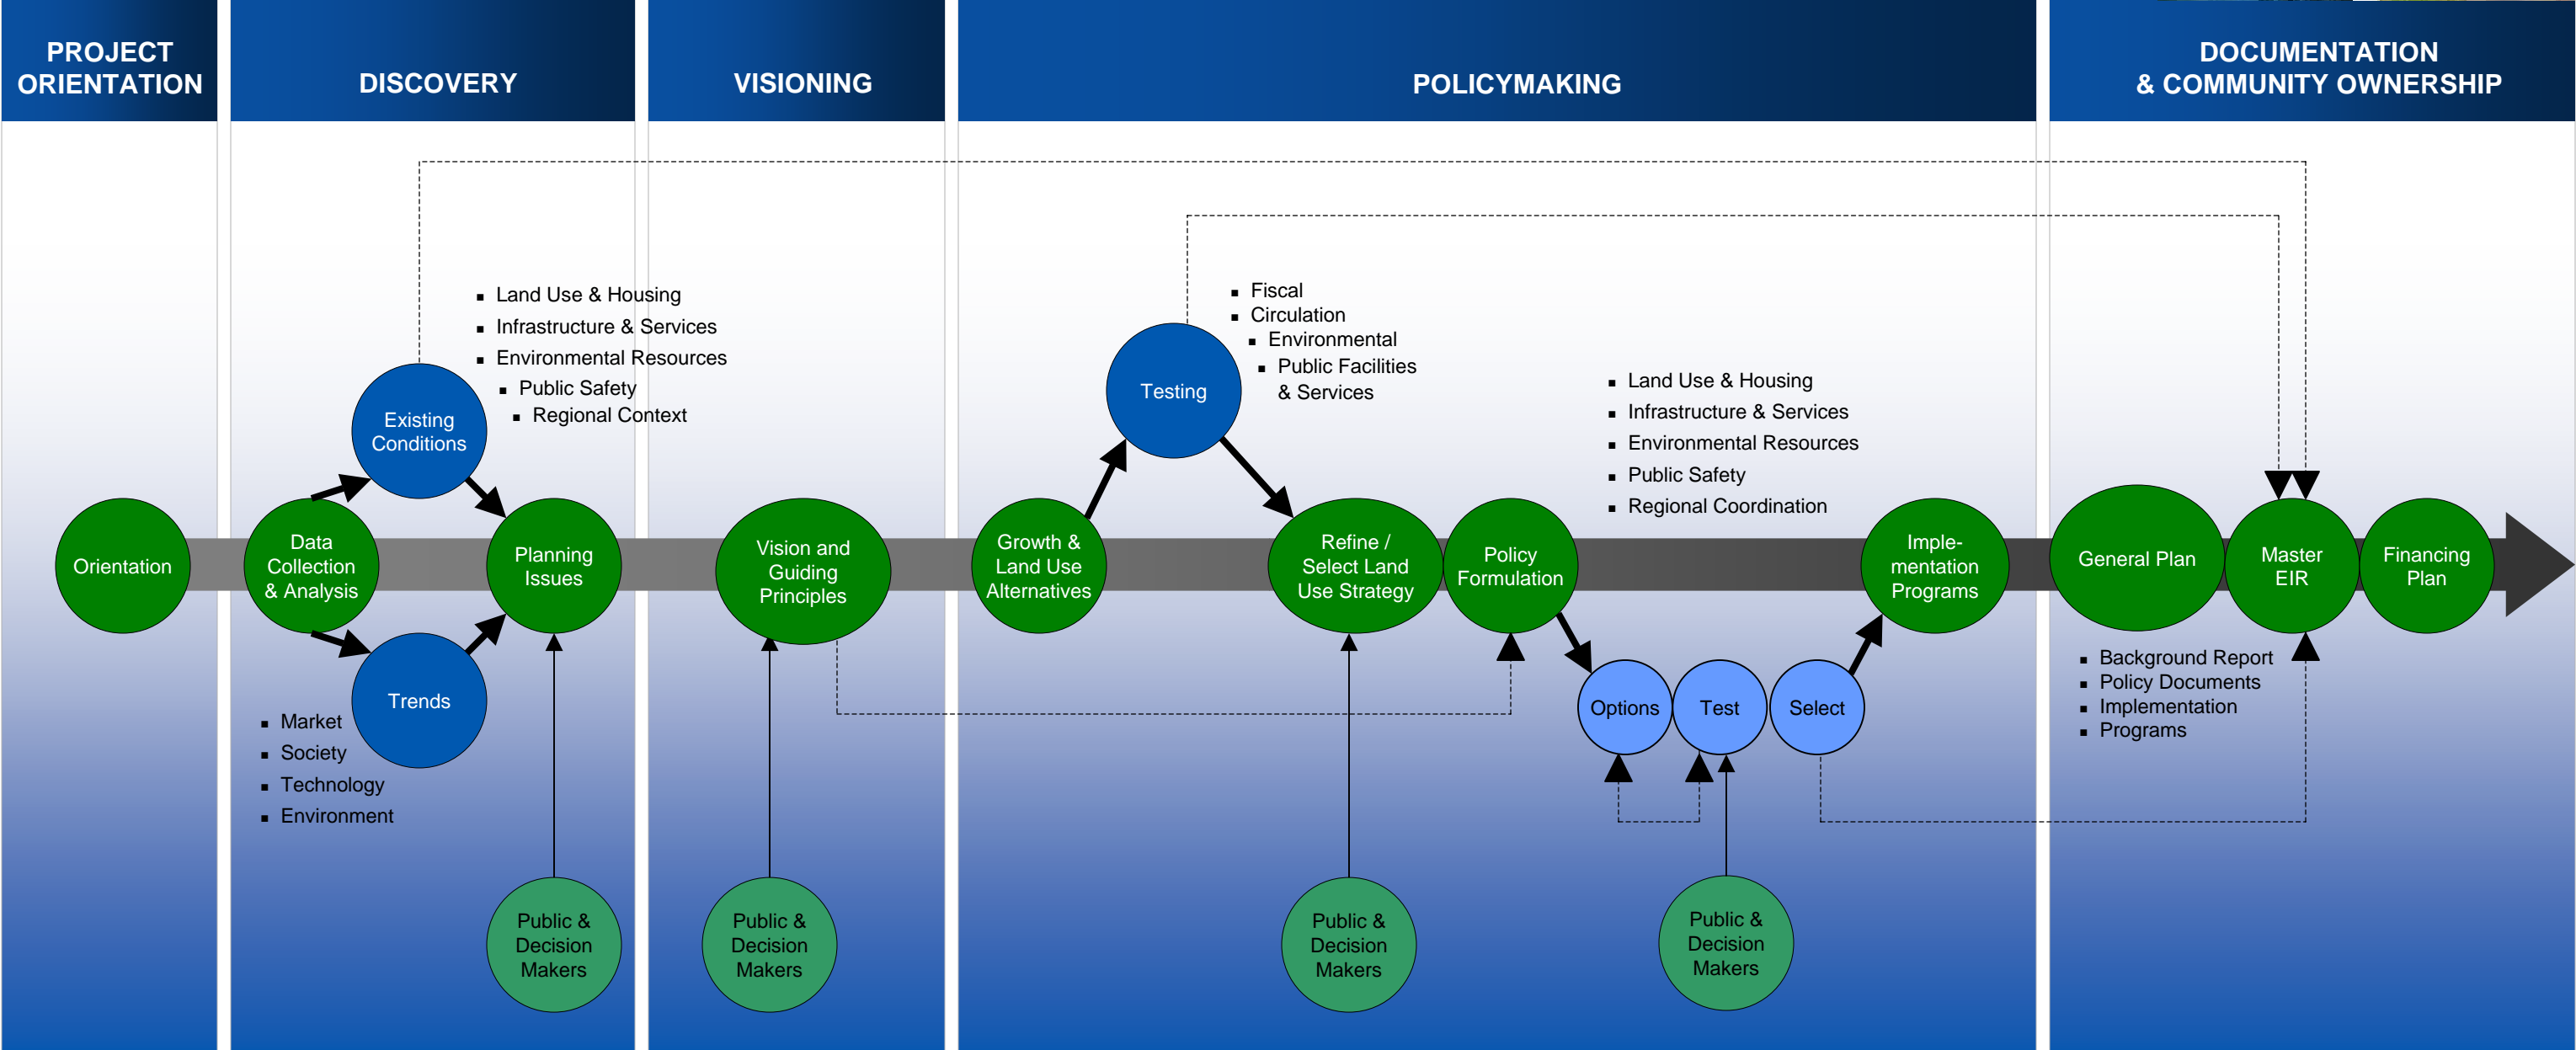 PROJECT
ORIENTATION
DISCOVERY
VISIONING
POLICYMAKING
DOCUMENTATION
& COMMUNITY OWNERSHIP
Orientation
Data
Collection
& Analysis
Existing
Conditions
▪ Land Use & Housing
▪ Infrastructure & Services
▪ Environmental Resources
▪ Public Safety
▪ Regional Context
Trends
▪ Market
▪ Society
▪ Technology
▪ Environment
Planning
Issues
Public &
Decision
Makers
Vision and
Guiding
Principles
Public &
Decision
Makers
Growth &
Land Use
Alternatives
Testing
▪ Fiscal
▪ Circulation
▪ Environmental
▪ Public Facilities
& Services
Refine /
Select Land
Use Strategy
Public &
Decision
Makers
Policy
Formulation
▪ Land Use & Housing
▪ Infrastructure & Services
▪ Environmental Resources
▪ Public Safety
▪ Regional Coordination
Options
Test
Select
Public &
Decision
Makers
Imple-
mentation
Programs
General Plan
▪ Background Report
▪ Policy Documents
▪ Implementation
▪ Programs
Master
EIR
Financing
Plan